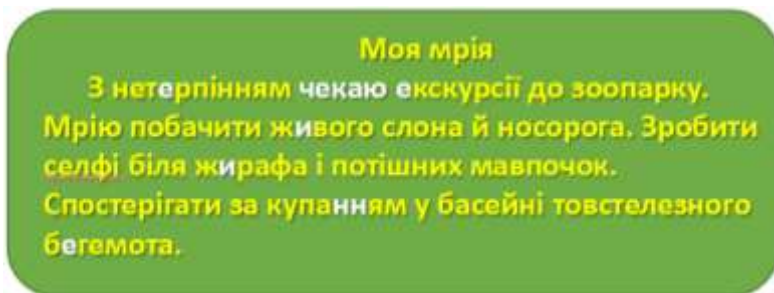 Моя мрія
З нетерпінням чекаю екскурсії до зоопарку.
Мрію побачити живого слона й носорога. Зробити
селфі біля жирафа і потішних мавпочок.
Спостерігати за купанням у басейні товстелезного
бегемота.